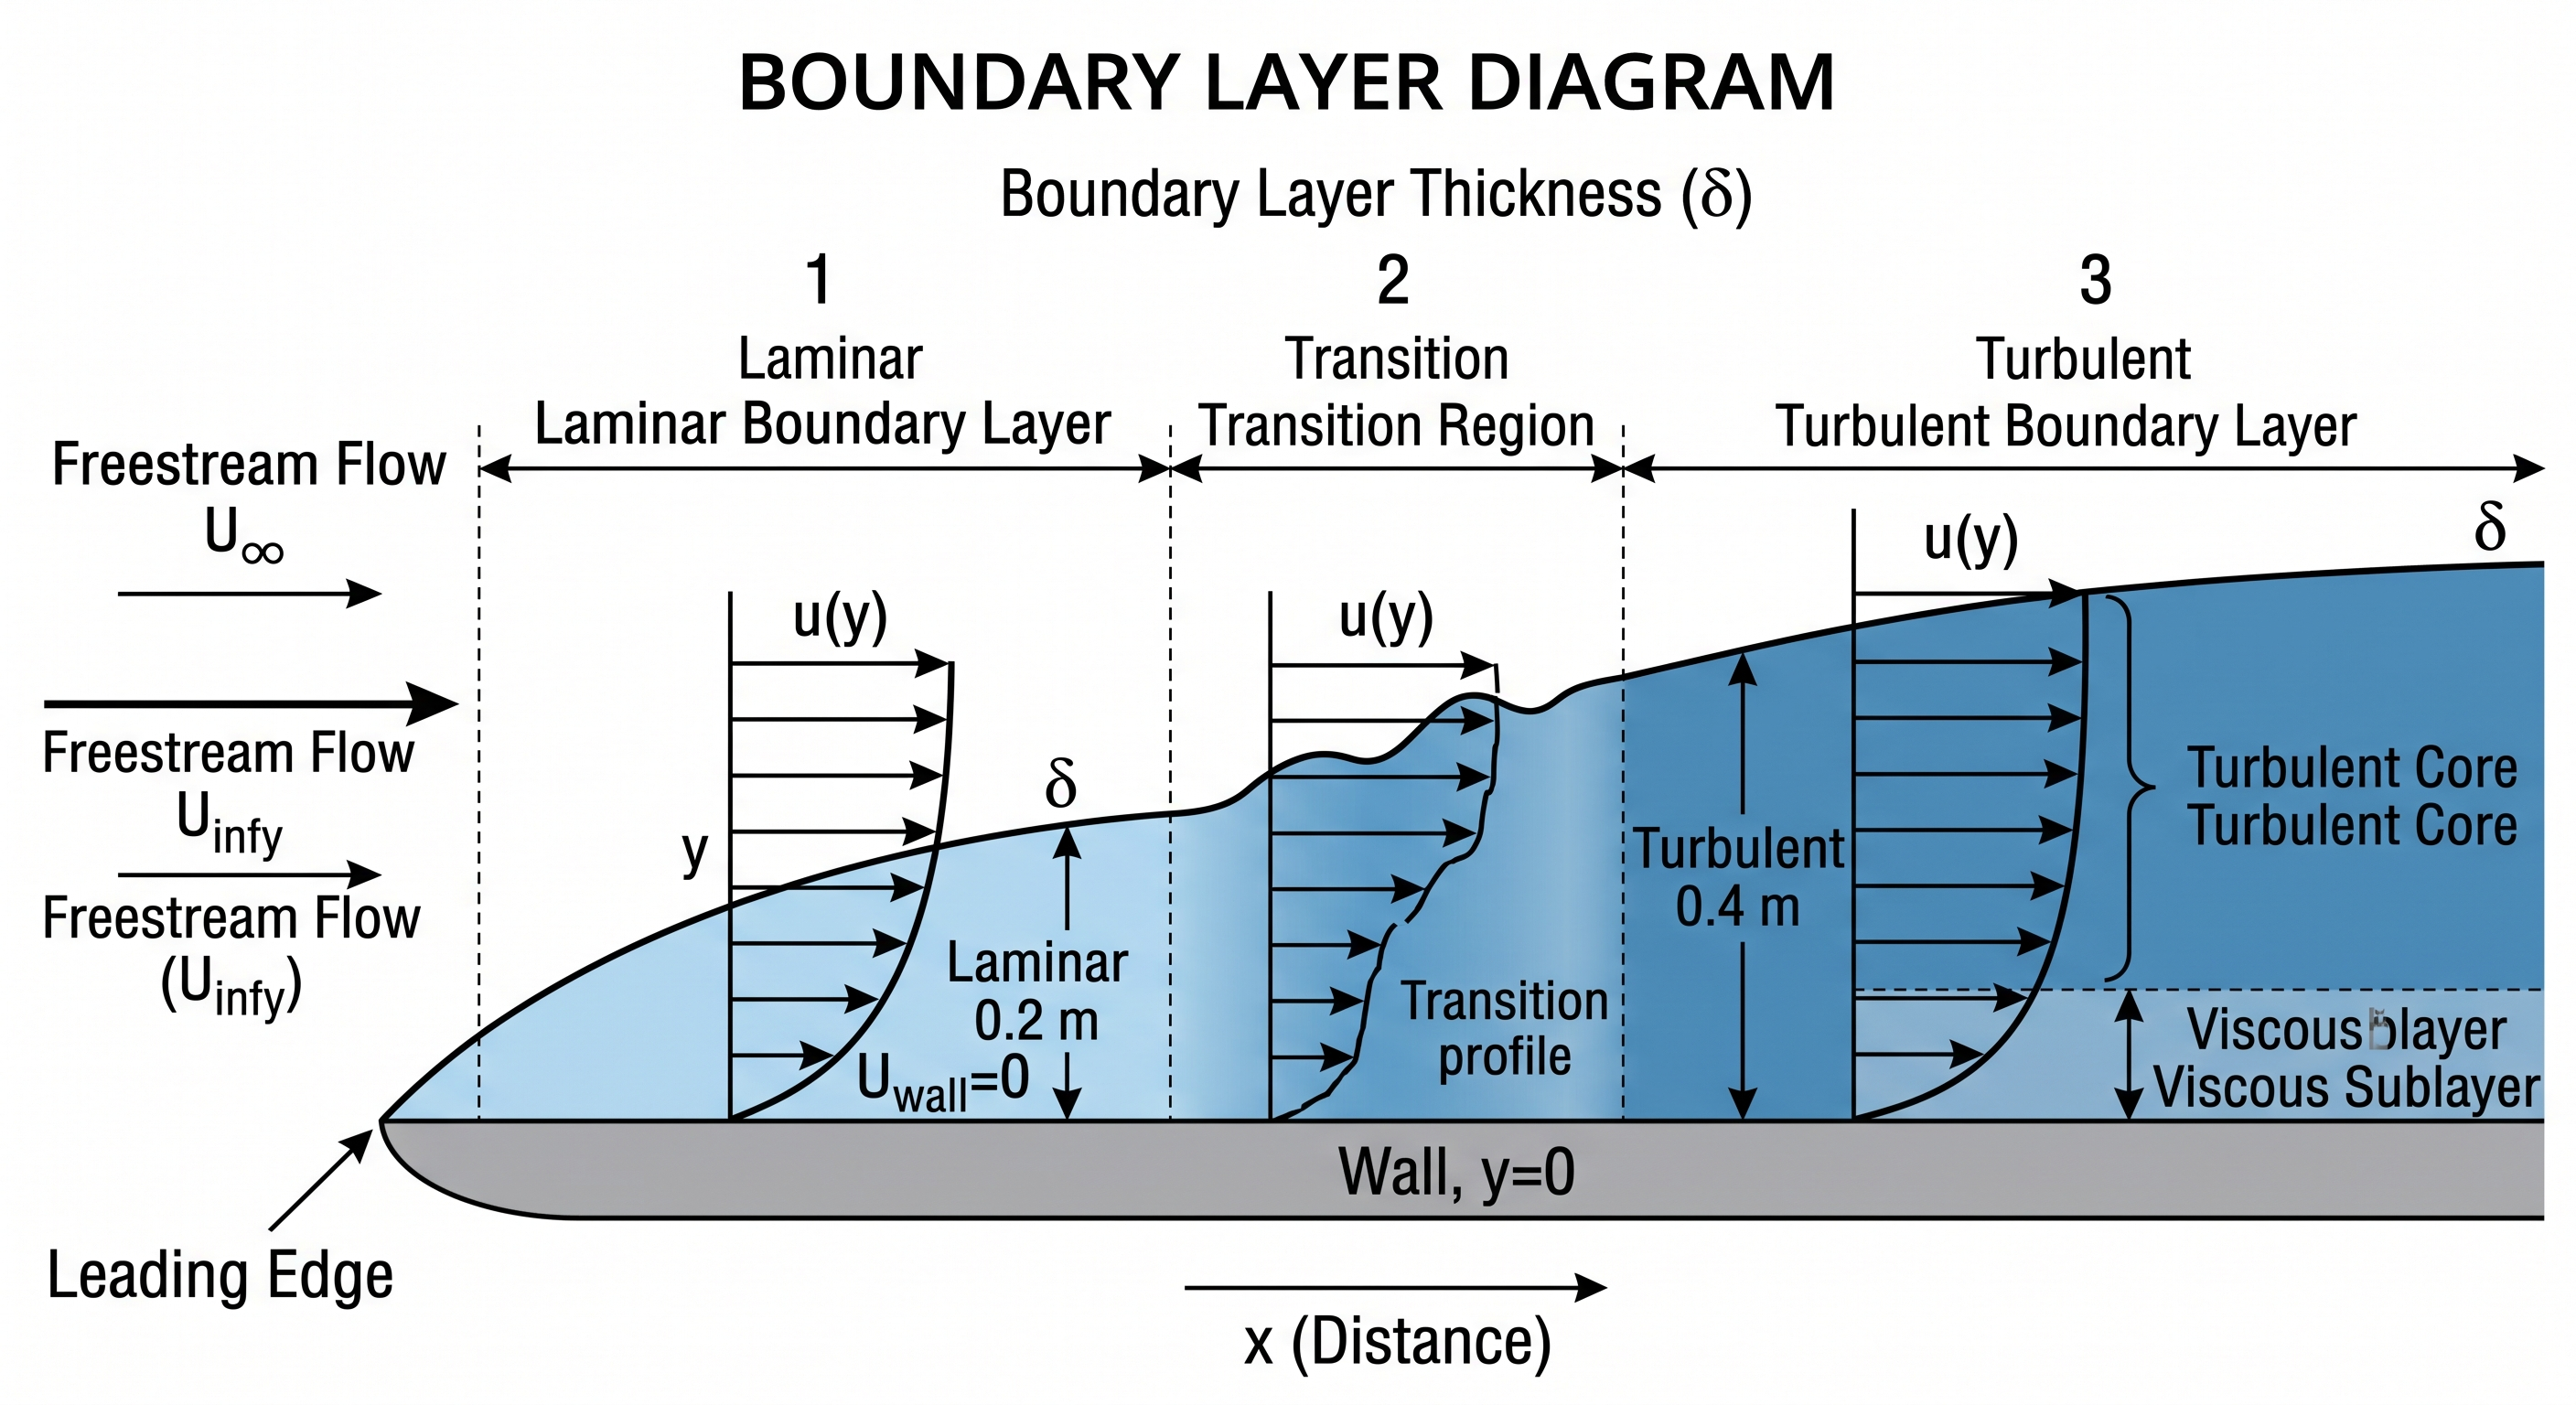 BOUNDARY LAYER DIAGRAM
Boundary Layer Thickness (δ)
1
Laminar
Laminar Boundary Layer
2
Transition
Transition Region
3
Turbulent
Turbulent Boundary Layer
Freestream Flow
U∞
Freestream Flow
Uinfy
Freestream Flow
(Uinfy)
u(y)
y
δ
Laminar
0.2 m
Uwall=0
u(y)
Transition
profile
Turbulent
0.4 m
u(y)
δ
Turbulent Core
Turbulent Core
Viscous
Viscous Sublayer
Wall, y=0
Leading Edge
x (Distance)